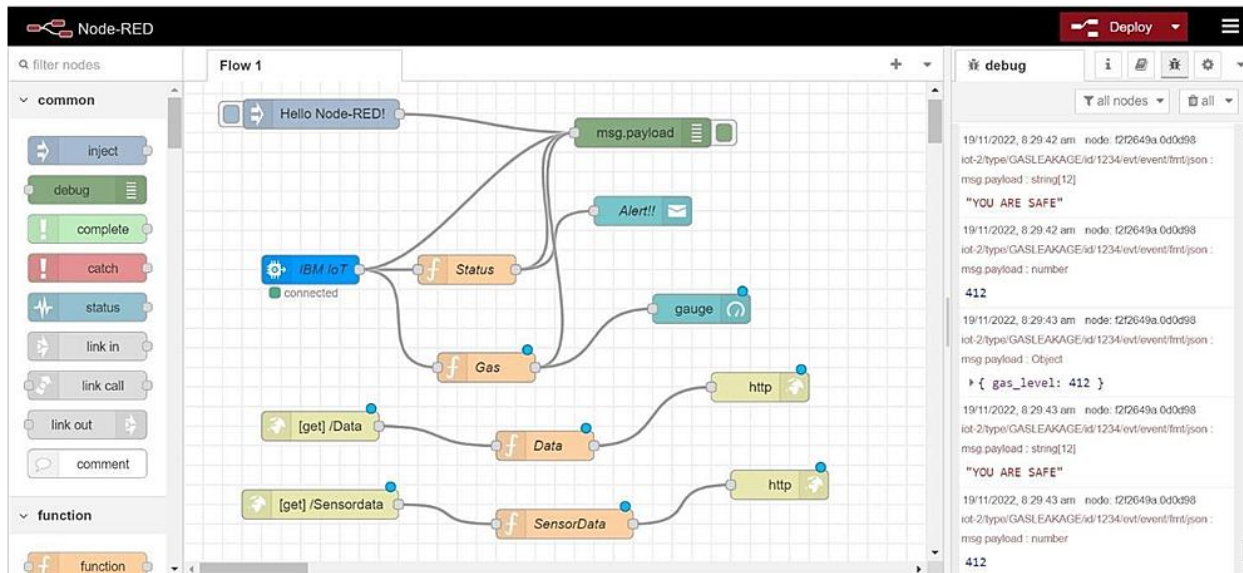 Node-RED
Deploy
filter nodes
common
inject
debug
complete
catch
status
link in
link call
link out
comment
function
function
Flow 1
Hello Node-RED!
msg.payload
Alert!!
IBM IoT
connected
Status
gauge
Gas
http
[get] /Data
Data
http
[get] /Sensordata
SensorData
debug
all nodes
all
19/11/2022, 8:29:42 am node: f2f2649a.0d0d98
iot-2/type/GASLEAKAGE/id/1234/evt/event/fmt/json :
msg.payload : string[12]
"YOU ARE SAFE"
19/11/2022, 8:29:42 am node: f2f2649a.0d0d98
iot-2/type/GASLEAKAGE/id/1234/evt/event/fmt/json :
msg.payload : number
412
19/11/2022, 8:29:43 am node: f2f2649a.0d0d98
iot-2/type/GASLEAKAGE/id/1234/evt/event/fmt/json :
msg.payload : Object
{ gas_level: 412 }
19/11/2022, 8:29:43 am node: f2f2649a.0d0d98
iot-2/type/GASLEAKAGE/id/1234/evt/event/fmt/json :
msg.payload : string[12]
"YOU ARE SAFE"
19/11/2022, 8:29:43 am node: f2f2649a.0d0d98
iot-2/type/GASLEAKAGE/id/1234/evt/event/fmt/json :
msg.payload : number
412